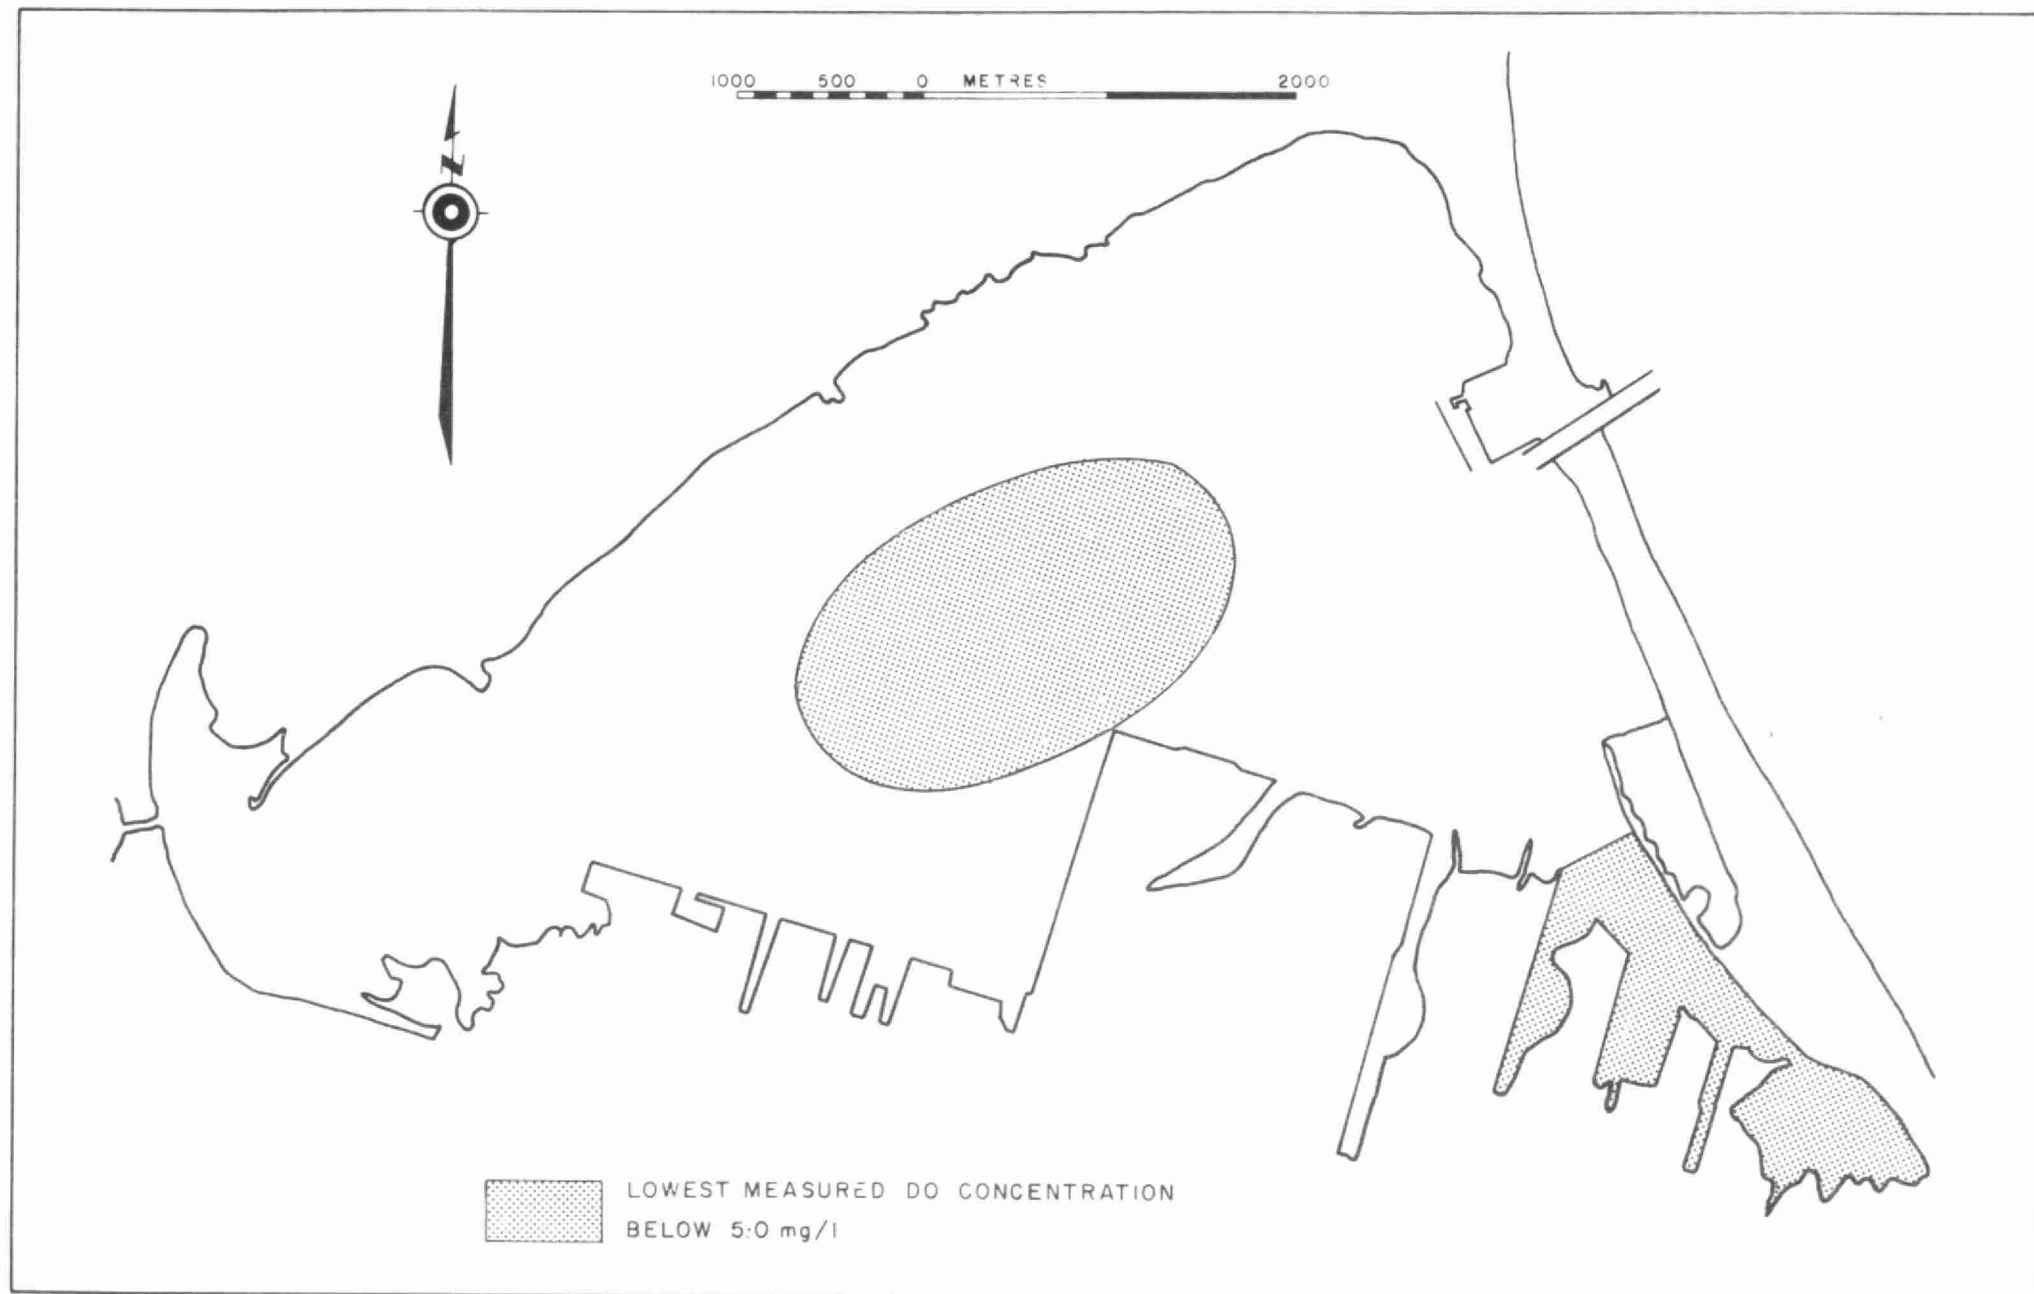 1000 500 0 METRES 2000
N
LOWEST MEASURED DO CONCENTRATION
BELOW 5.0 mg/l